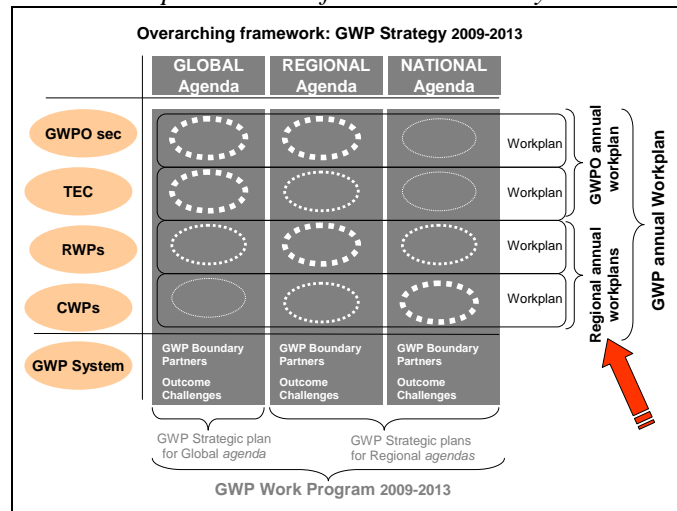 Overarching framework: GWP Strategy 2009-2013
GLOBAL
Agenda
REGIONAL
Agenda
NATIONAL
Agenda
GWPO sec
Workplan
TEC
Workplan
RWPs
Workplan
CWPs
Workplan
GWPO annual
workplan
Regional annual
workplans
GWP annual Workplan
GWP System
GWP Boundary
Partners
Outcome
Challenges
GWP Boundary
Partners
Outcome
Challenges
GWP Boundary
Partners
Outcome
Challenges
GWP Strategic plan
for Global agenda
GWP Strategic plans
for Regional agendas
GWP Work Program 2009-2013